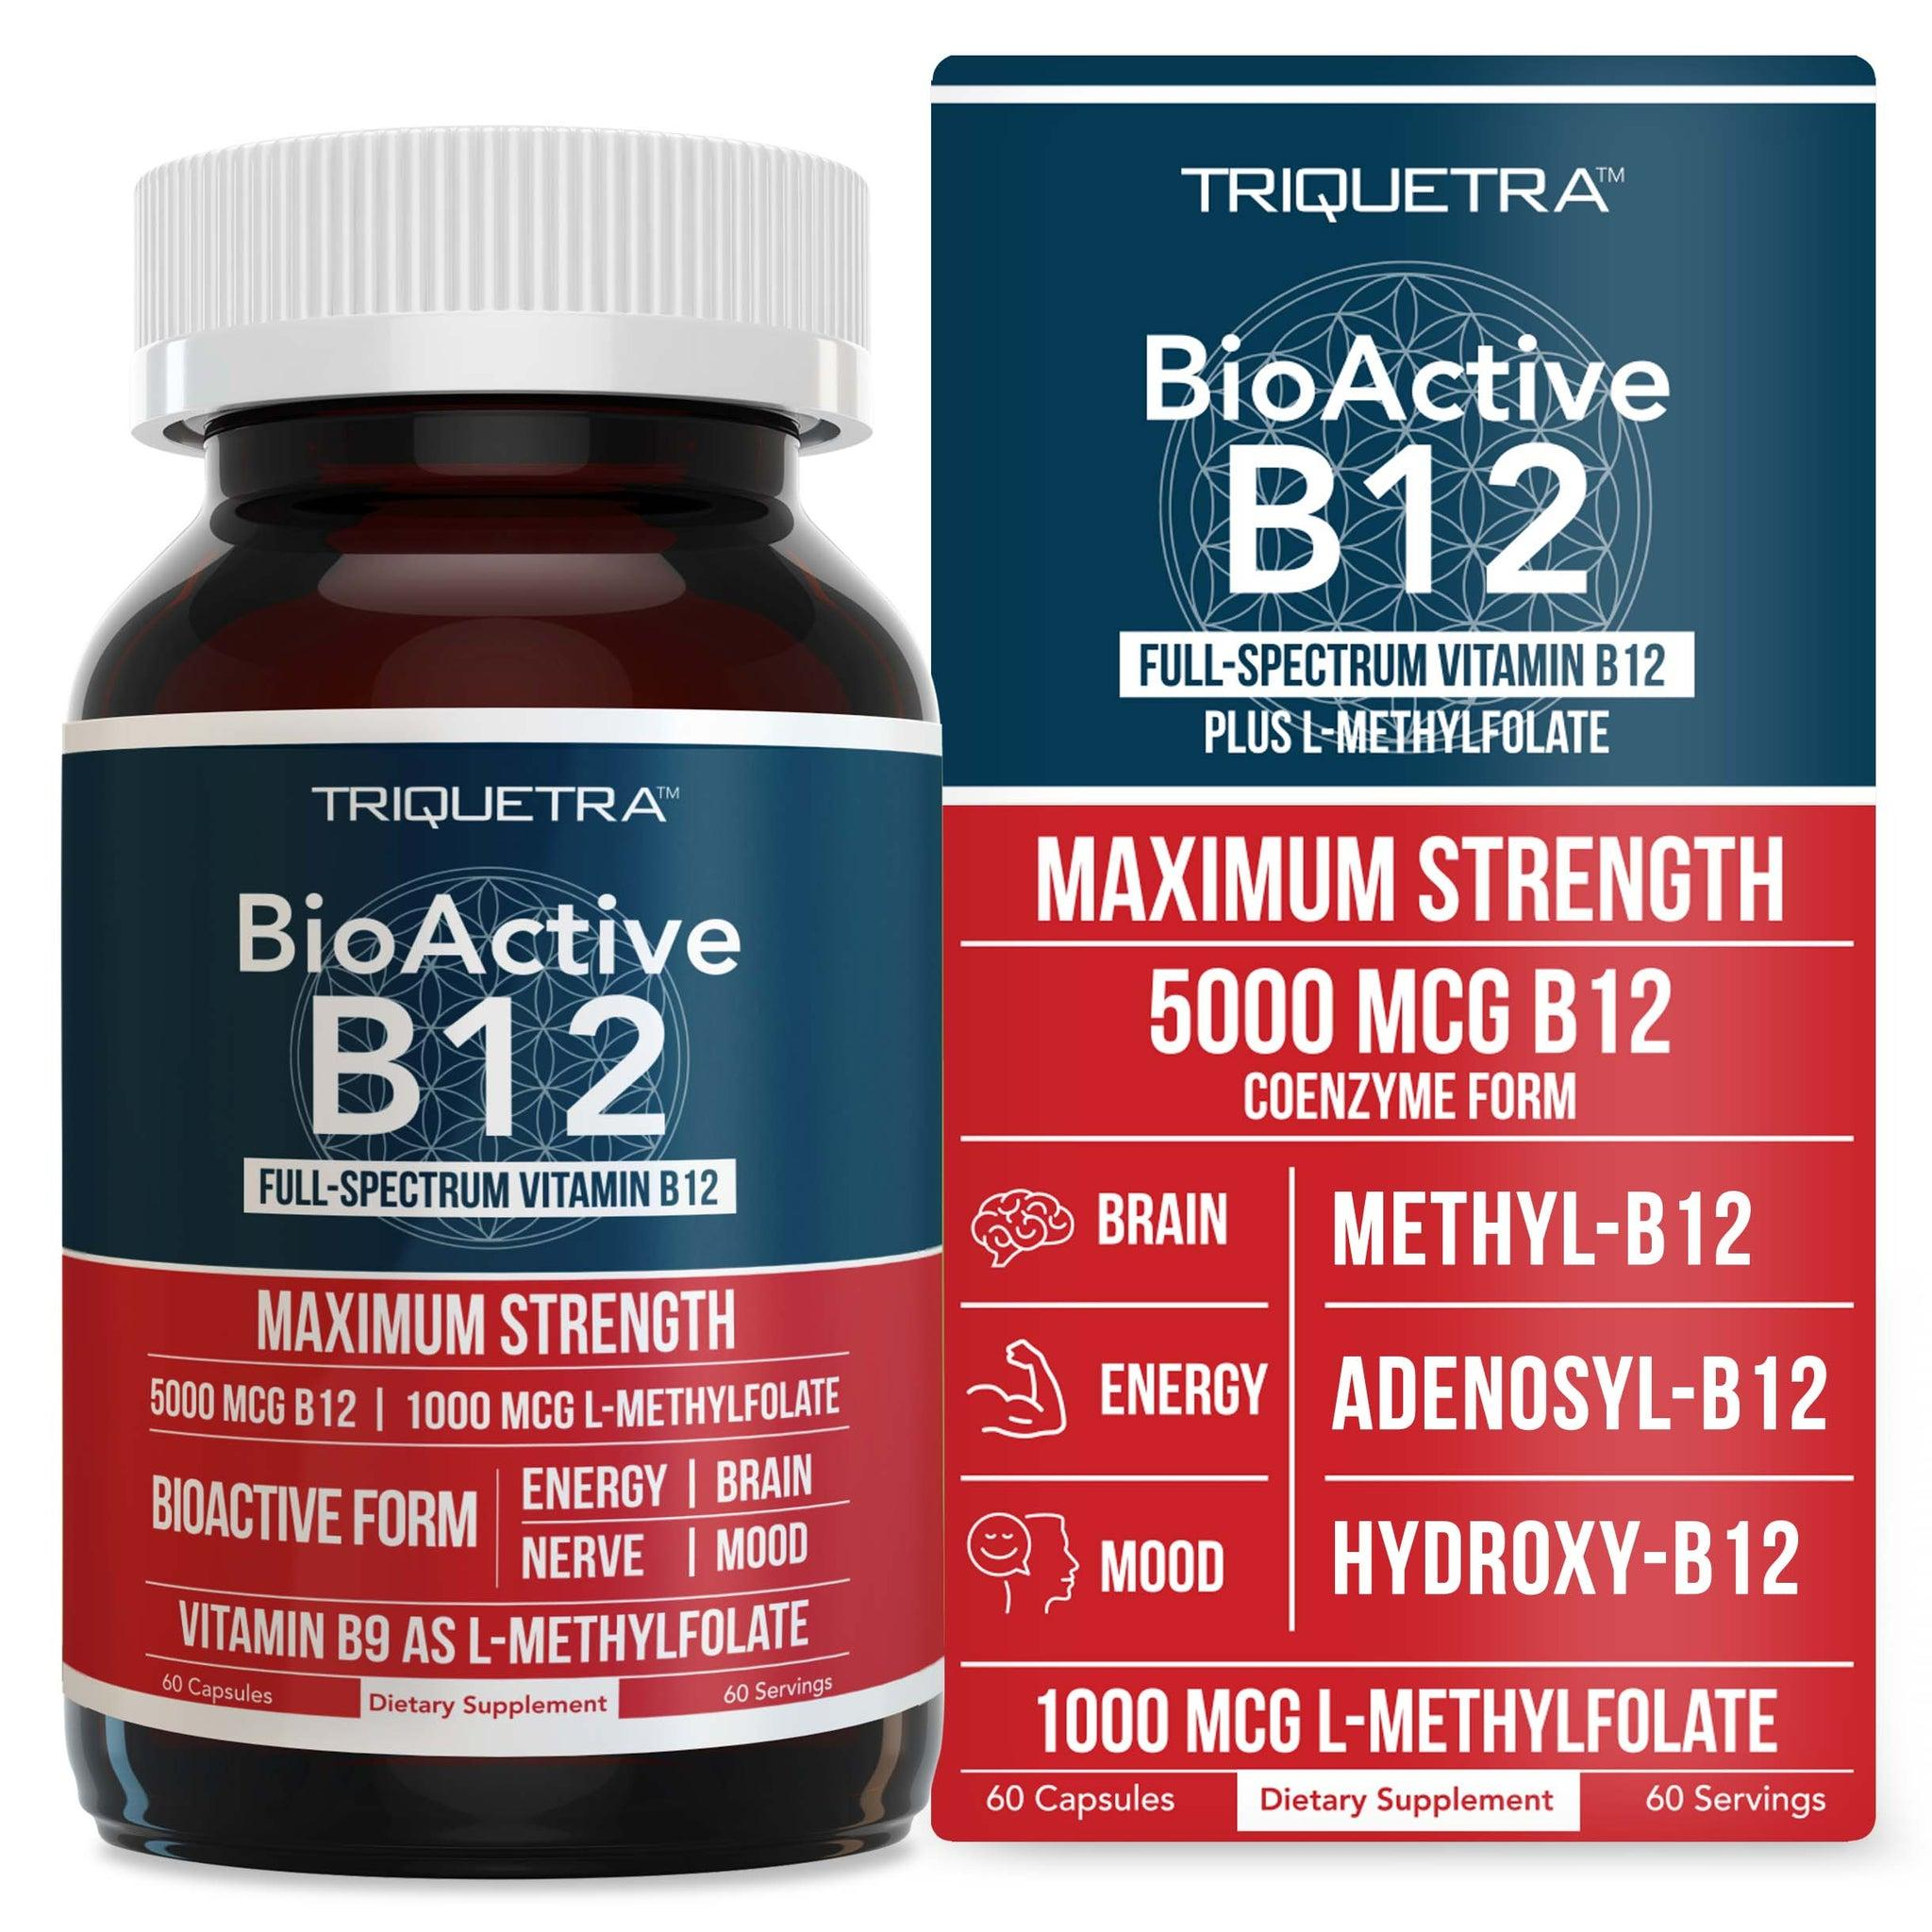 TRIQUETRA™
BioActive
B12
FULL-SPECTRUM VITAMIN B12
MAXIMUM STRENGTH
5000 MCG B12 | 1000 MCG L-METHYLFOLATE
BIOACTIVE FORM
ENERGY | BRAIN
NERVE | MOOD
VITAMIN B9 AS L-METHYLFOLATE
60 Capsules Dietary Supplement 60 Servings
TRIQUETRA™
BioActive
B12
FULL-SPECTRUM VITAMIN B12
PLUS L-METHYLFOLATE
MAXIMUM STRENGTH
5000 MCG B12
COENZYME FORM
BRAIN METHYL-B12
ENERGY ADENOSYL-B12
MOOD HYDROXY-B12
1000 MCG L-METHYLFOLATE
60 Capsules Dietary Supplement 60 Servings